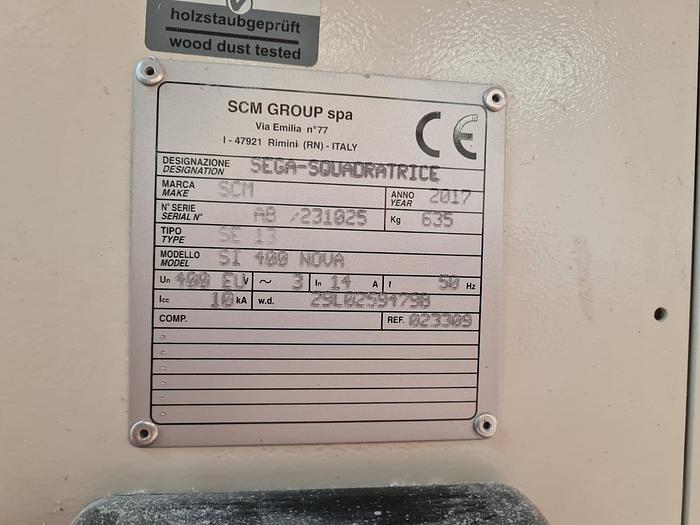 holzstaubgeprüft
wood dust tested
SCM GROUP spa
Via Emilia n°77
I - 47921 Rimini (RN) - ITALY
CE
DESIGNAZIONE DESIGNATION SEGA-SQUADRATRICE
MARCA MAKE SCM ANNO YEAR 2017
N° SERIE SERIAL N° AB /231025 Kg 635
TIPO TYPE SE 13
MODELLO MODEL SI 400 NOVA
Un 400 EU V ~ 3 In 14 A f 50 Hz
Icc 10 kA w.d. 29L0259479B
COMP. REF. 023309